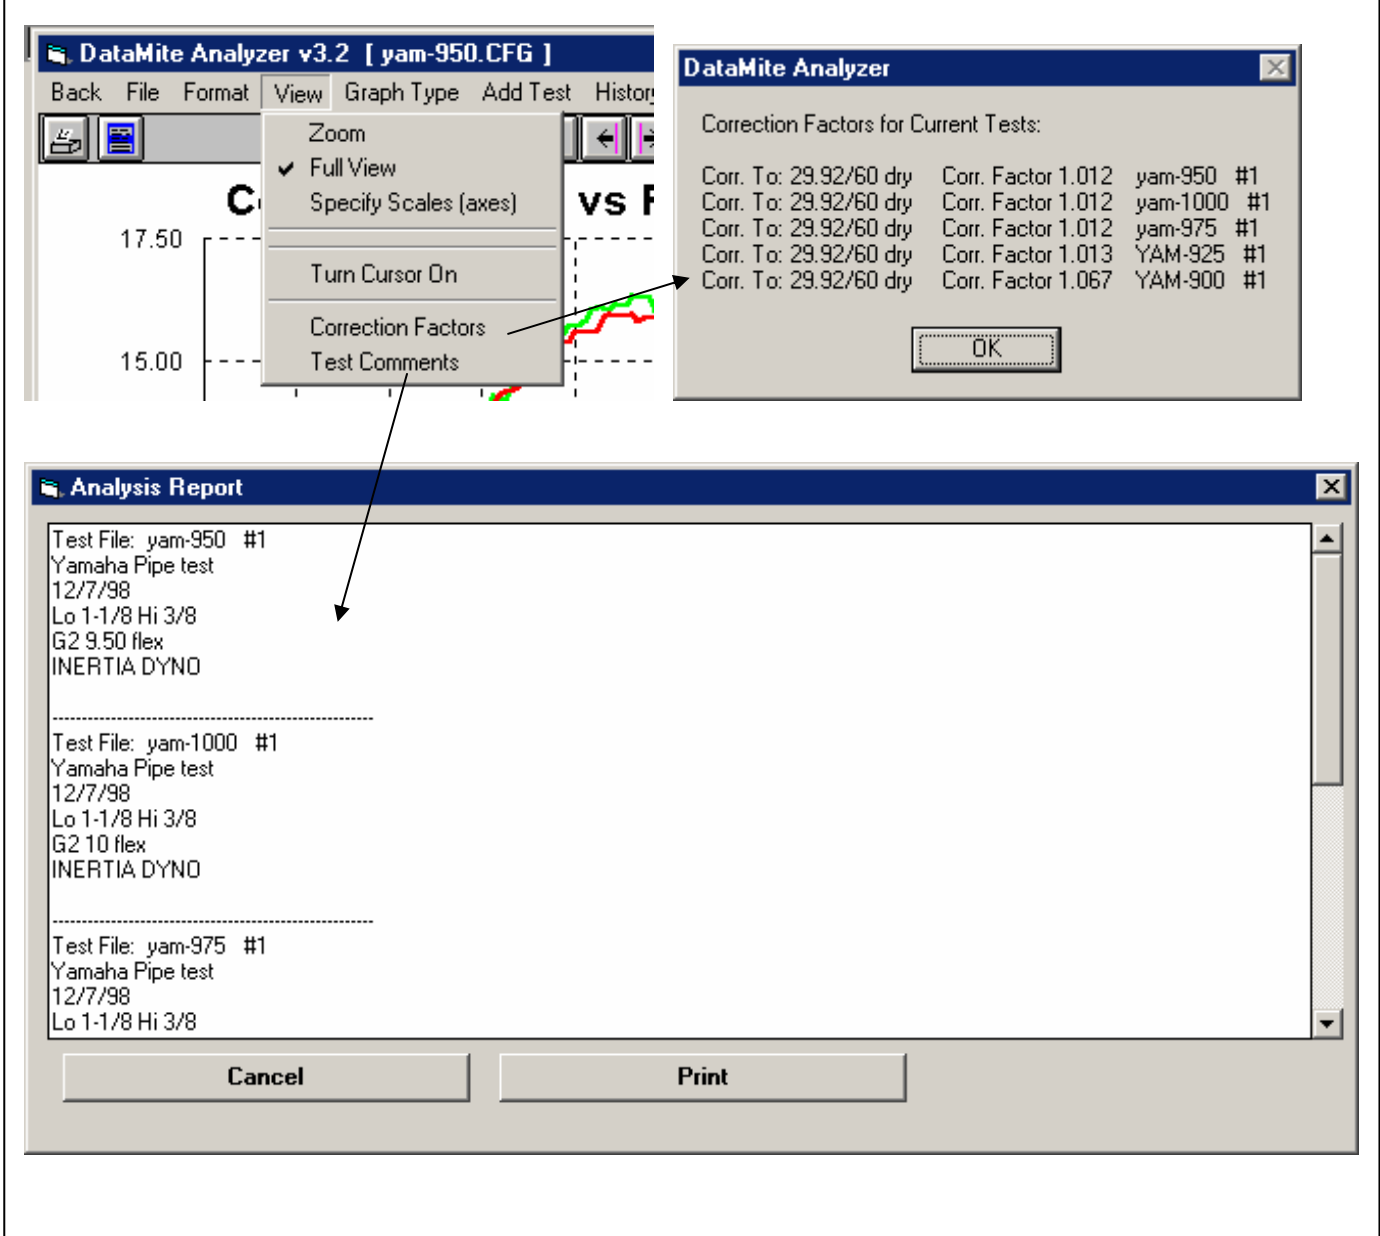 DataMite Analyzer v3.2 [ yam-950.CFG ]
Back File Format View Graph Type Add Test
Zoom
Full View
Specify Scales (axes)
Turn Cursor On
Correction Factors
Test Comments
vs
17.50
15.00
DataMite Analyzer
Correction Factors for Current Tests:
Corr. To: 29.92/60 dry Corr. Factor 1.012 yam-950 #1
Corr. To: 29.92/60 dry Corr. Factor 1.012 yam-1000 #1
Corr. To: 29.92/60 dry Corr. Factor 1.012 yam-975 #1
Corr. To: 29.92/60 dry Corr. Factor 1.013 YAM-925 #1
Corr. To: 29.92/60 dry Corr. Factor 1.067 YAM-900 #1
OK
Analysis Report
Test File: yam-950 #1
Yamaha Pipe test
12/7/98
Lo 1-1/8 Hi 3/8
G2 9.50 flex
INERTIA DYNO
-------------------------------------------------------
Test File: yam-1000 #1
Yamaha Pipe test
12/7/98
Lo 1-1/8 Hi 3/8
G2 10 flex
INERTIA DYNO
-------------------------------------------------------
Test File: yam-975 #1
Yamaha Pipe test
12/7/98
Lo 1-1/8 Hi 3/8
Cancel Print